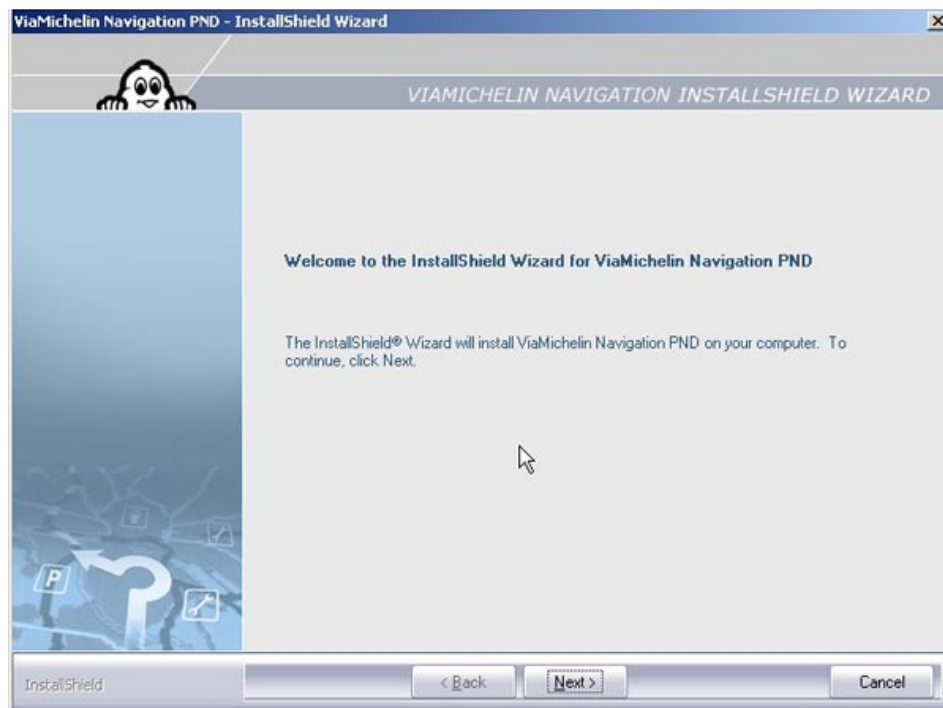 ViaMichelin Navigation PND - InstallShield Wizard
VIAMICHELIN NAVIGATION INSTALLSHIELD WIZARD
Welcome to the InstallShield Wizard for ViaMichelin Navigation PND
The InstallShield® Wizard will install ViaMichelin Navigation PND on your computer. To
continue, click Next.
P
InstallShield
< Back
Next >
Cancel